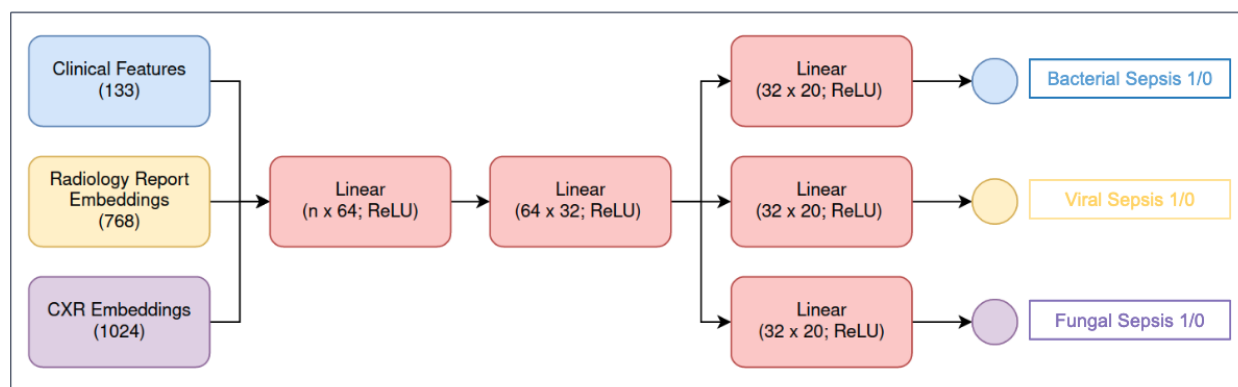 Clinical Features
(133)
Radiology Report
Embeddings
(768)
CXR Embeddings
(1024)
Linear
(n x 64; ReLU)
Linear
(64 x 32; ReLU)
Linear
(32 x 20; ReLU)
Linear
(32 x 20; ReLU)
Linear
(32 x 20; ReLU)
Bacterial Sepsis 1/0
Viral Sepsis 1/0
Fungal Sepsis 1/0